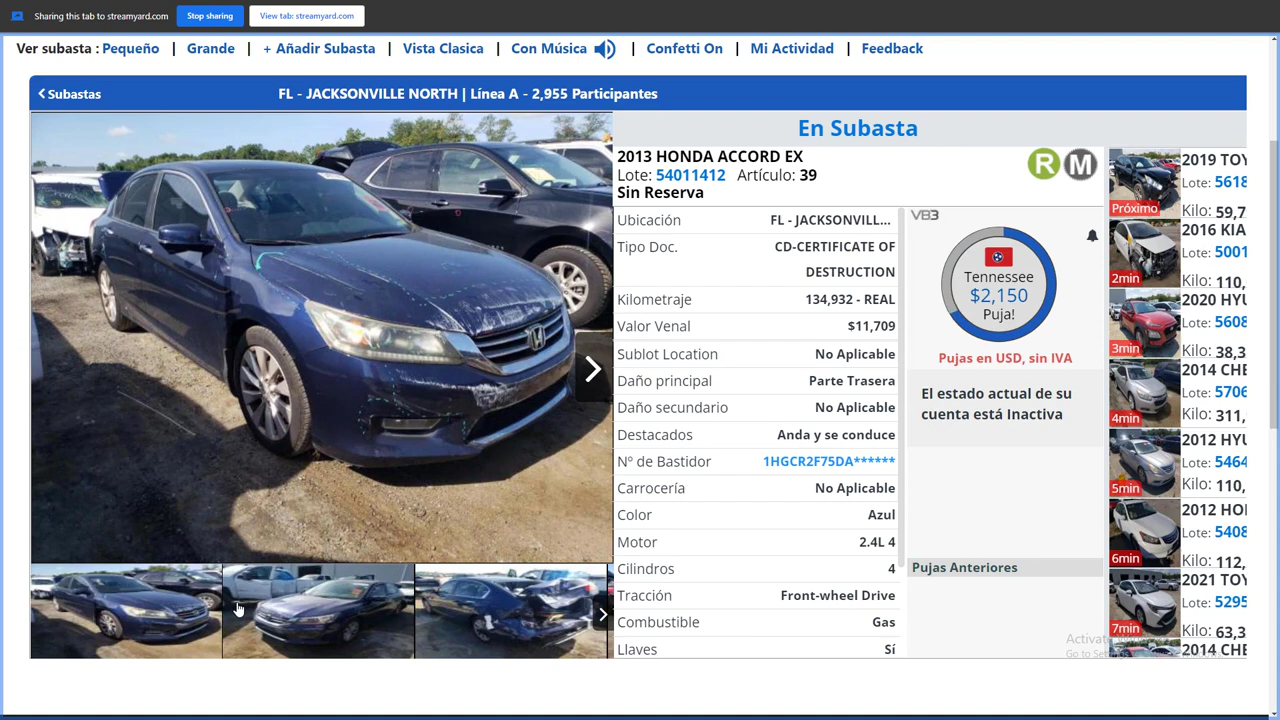 Sharing this tab to streamyard.com
Stop sharing
View tab: streamyard.com
Ver subasta : Pequeño | Grande | + Añadir Subasta | Vista Clasica | Con Música | Confetti On | Mi Actividad | Feedback
Subastas
FL - JACKSONVILLE NORTH | Línea A - 2,955 Participantes
En Subasta
2013 HONDA ACCORD EX
Lote: 54011412 Artículo: 39
Sin Reserva
R M
Ubicación FL - JACKSONVILL...
Tipo Doc. CD-CERTIFICATE OF
DESTRUCTION
Kilometraje 134,932 - REAL
Valor Venal $11,709
Sublot Location No Aplicable
Daño principal Parte Trasera
Daño secundario No Aplicable
Destacados Anda y se conduce
Nº de Bastidor 1HGCR2F75DA******
Carrocería No Aplicable
Color Azul
Motor 2.4L 4
Cilindros 4
Tracción Front-wheel Drive
Combustible Gas
Llaves Sí
VB3
Tennessee
$2,150
Puja!
Pujas en USD, sin IVA
El estado actual de su
cuenta está Inactiva
Pujas Anteriores
2019 TOY
Lote: 5618
Próximo
Kilo: 59,7
2016 KIA
Lote: 5001
2min
Kilo: 110,
2020 HYU
Lote: 5608
3min
Kilo: 38,3
2014 CHE
Lote: 5706
4min
Kilo: 311,
2012 HYU
Lote: 5464
5min
Kilo: 110,
2012 HO
Lote: 5408
6min
Kilo: 112,
2021 TOY
Lote: 5295
7min
Kilo: 63,3
2014 CHE